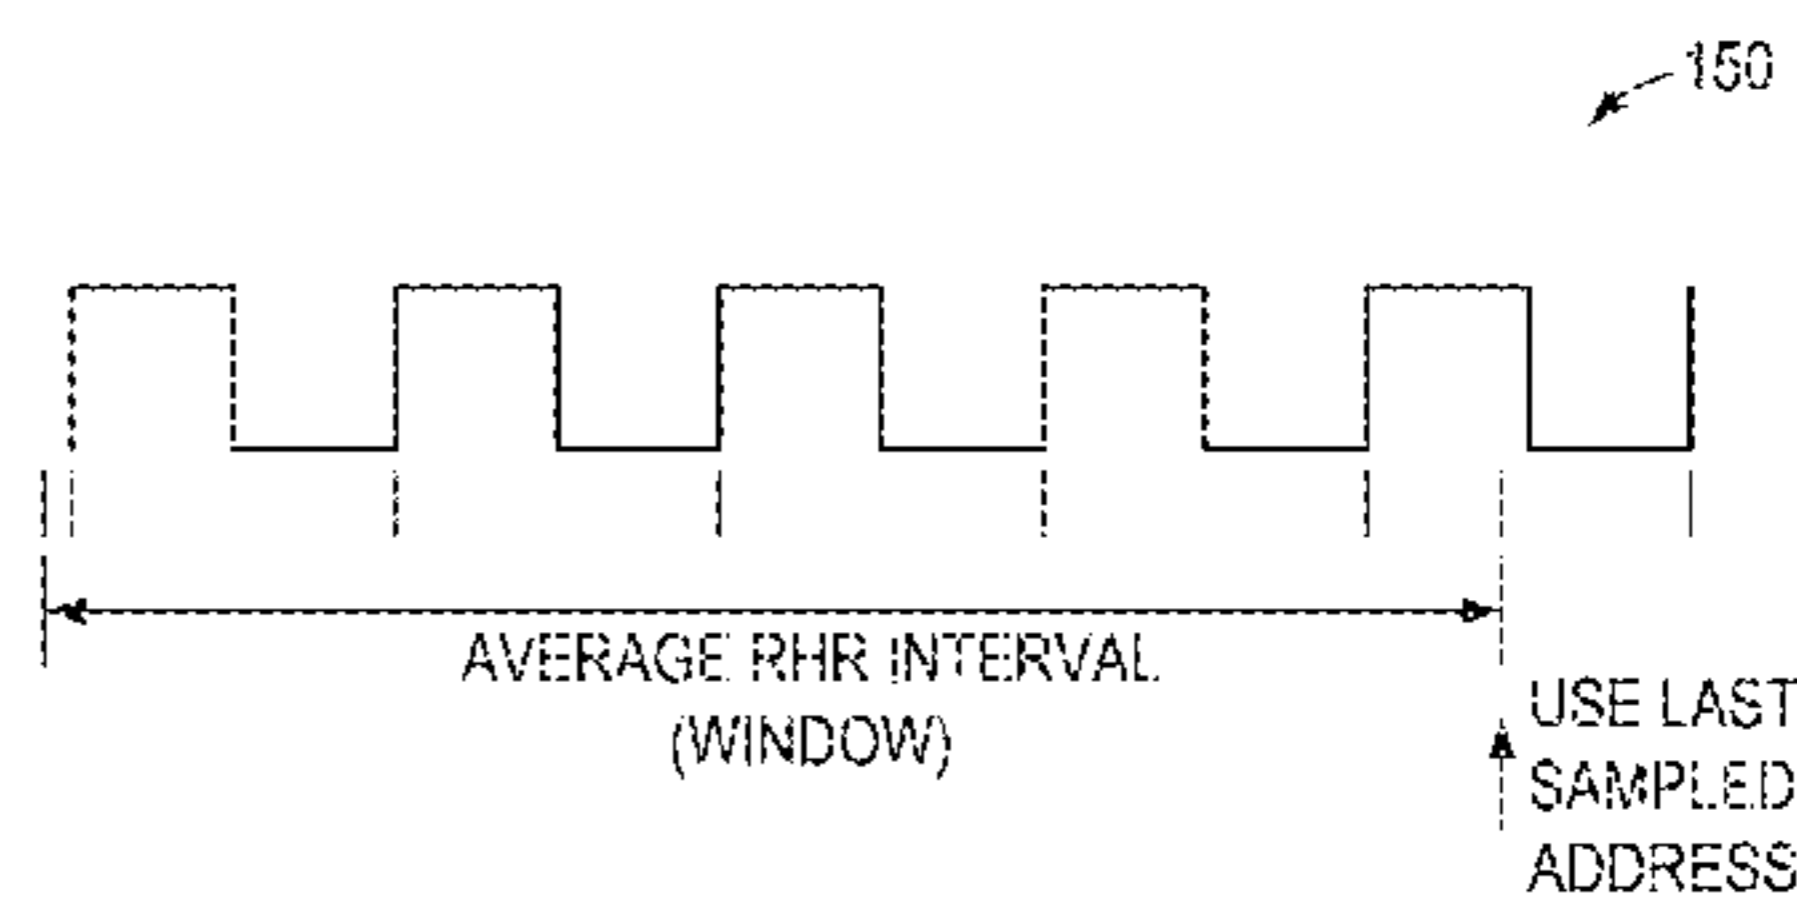 150
AVERAGE RHR INTERVAL
(WINDOW)
USE LAST
SAMPLED
ADDRESS